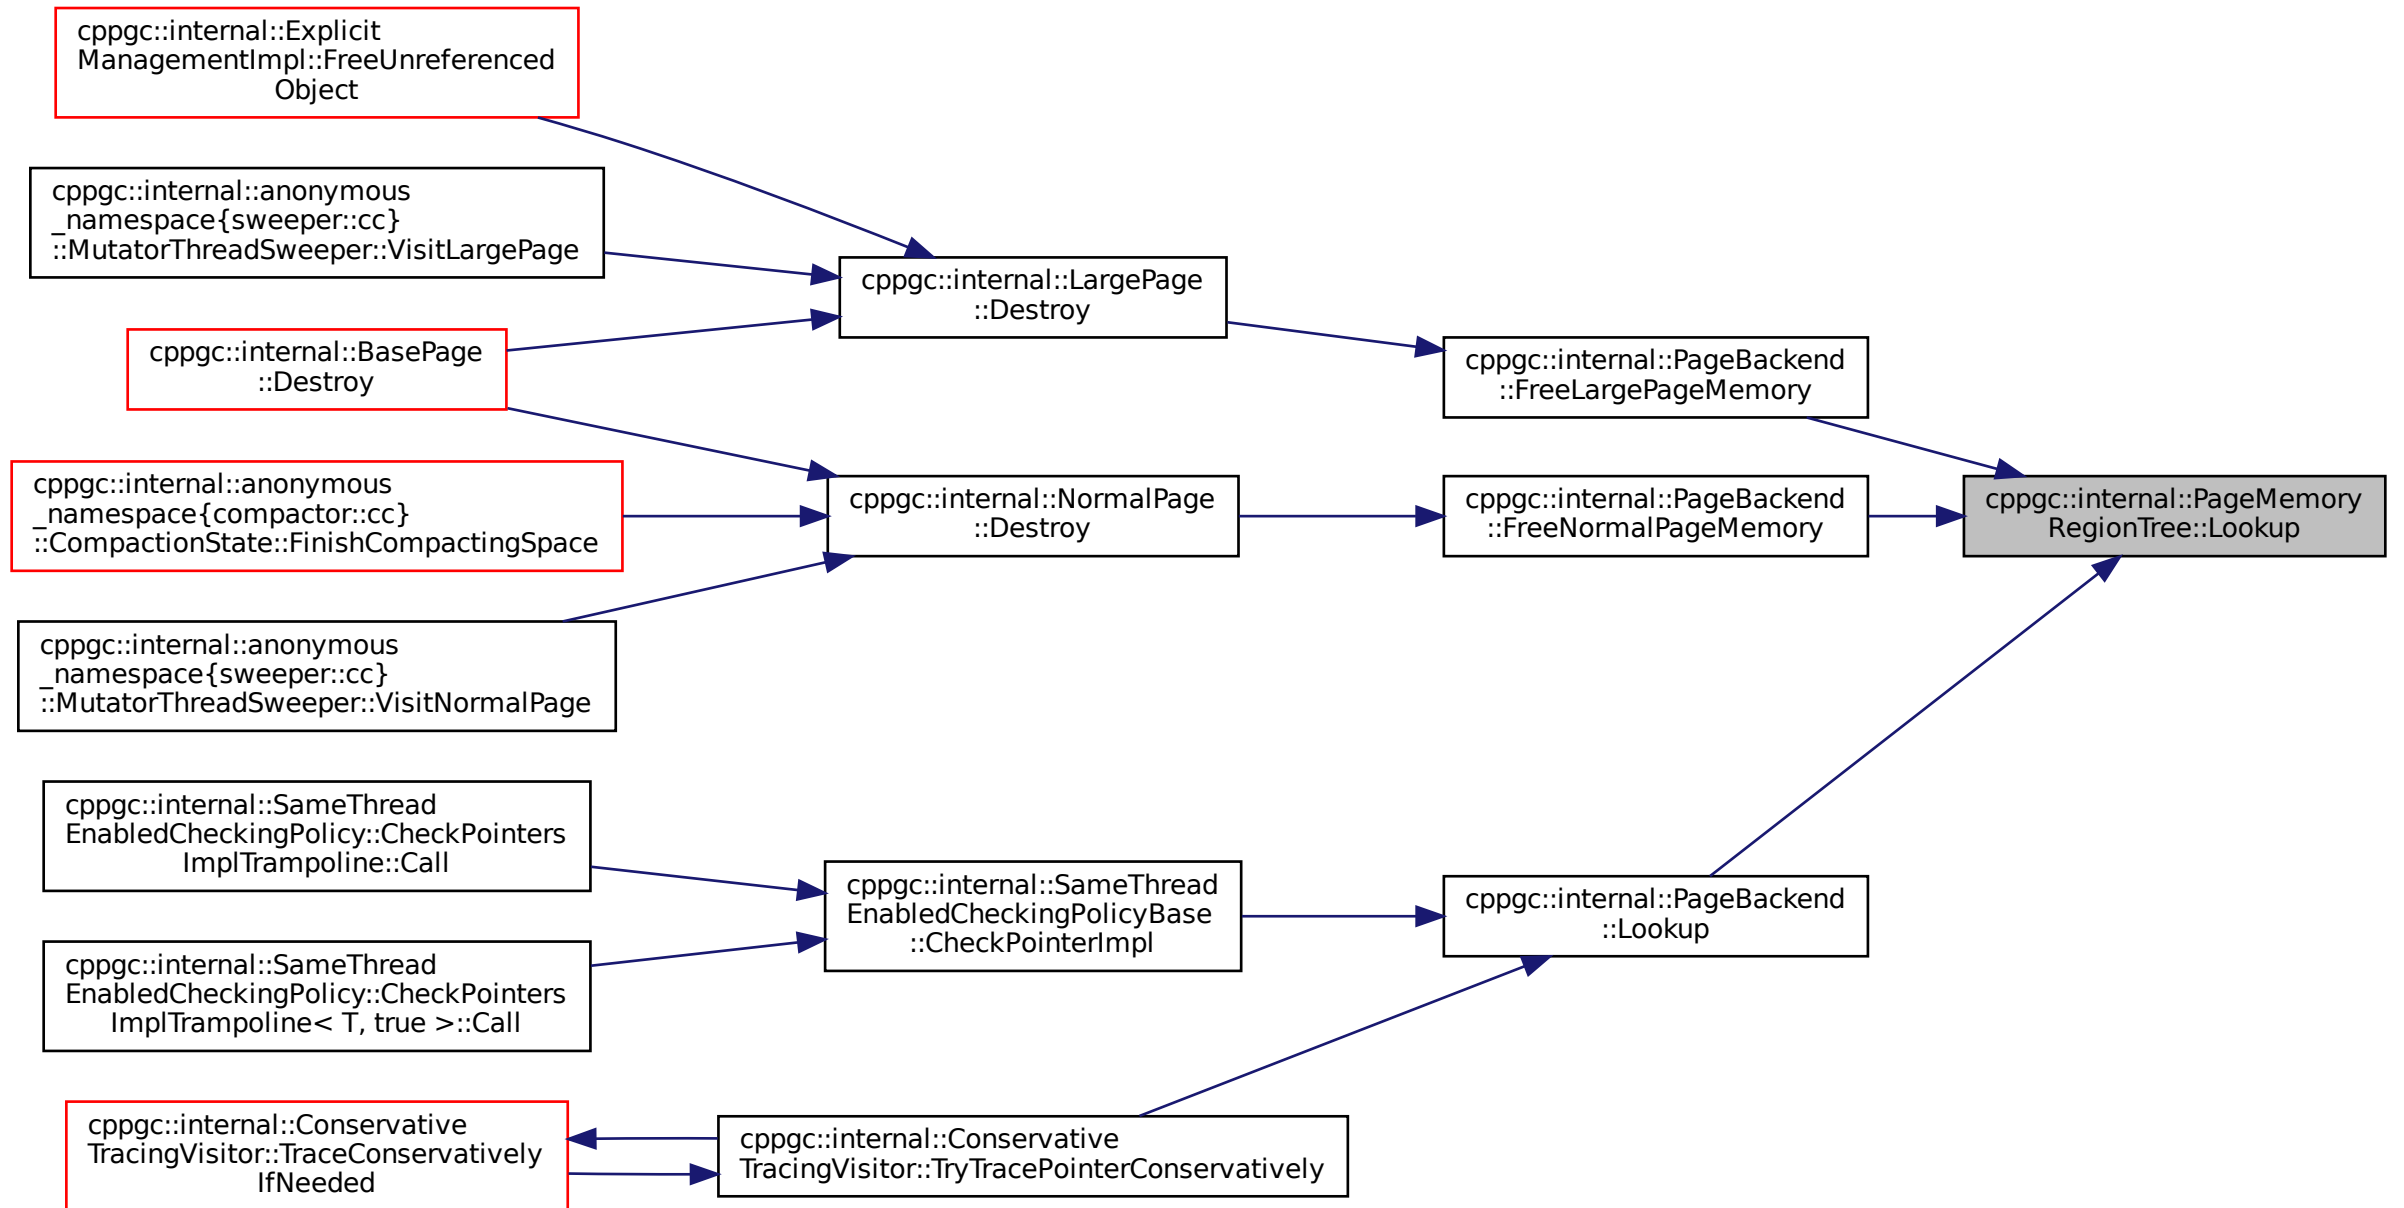 cppgc::internal::Explicit
ManagementImpl::FreeUnreferenced
Object
cppgc::internal::anonymous
_namespace{sweeper::cc}
::MutatorThreadSweeper::VisitLargePage
cppgc::internal::BasePage
::Destroy
cppgc::internal::anonymous
_namespace{compactor::cc}
::CompactionState::FinishCompactingSpace
cppgc::internal::anonymous
_namespace{sweeper::cc}
::MutatorThreadSweeper::VisitNormalPage
cppgc::internal::SameThread
EnabledCheckingPolicy::CheckPointers
ImplTrampoline::Call
cppgc::internal::SameThread
EnabledCheckingPolicy::CheckPointers
ImplTrampoline< T, true >::Call
cppgc::internal::Conservative
TracingVisitor::TraceConservatively
IfNeeded
cppgc::internal::LargePage
::Destroy
cppgc::internal::NormalPage
::Destroy
cppgc::internal::SameThread
EnabledCheckingPolicyBase
::CheckPointerImpl
cppgc::internal::Conservative
TracingVisitor::TryTracePointerConservatively
cppgc::internal::PageBackend
::FreeLargePageMemory
cppgc::internal::PageBackend
::FreeNormalPageMemory
cppgc::internal::PageBackend
::Lookup
cppgc::internal::PageMemory
RegionTree::Lookup